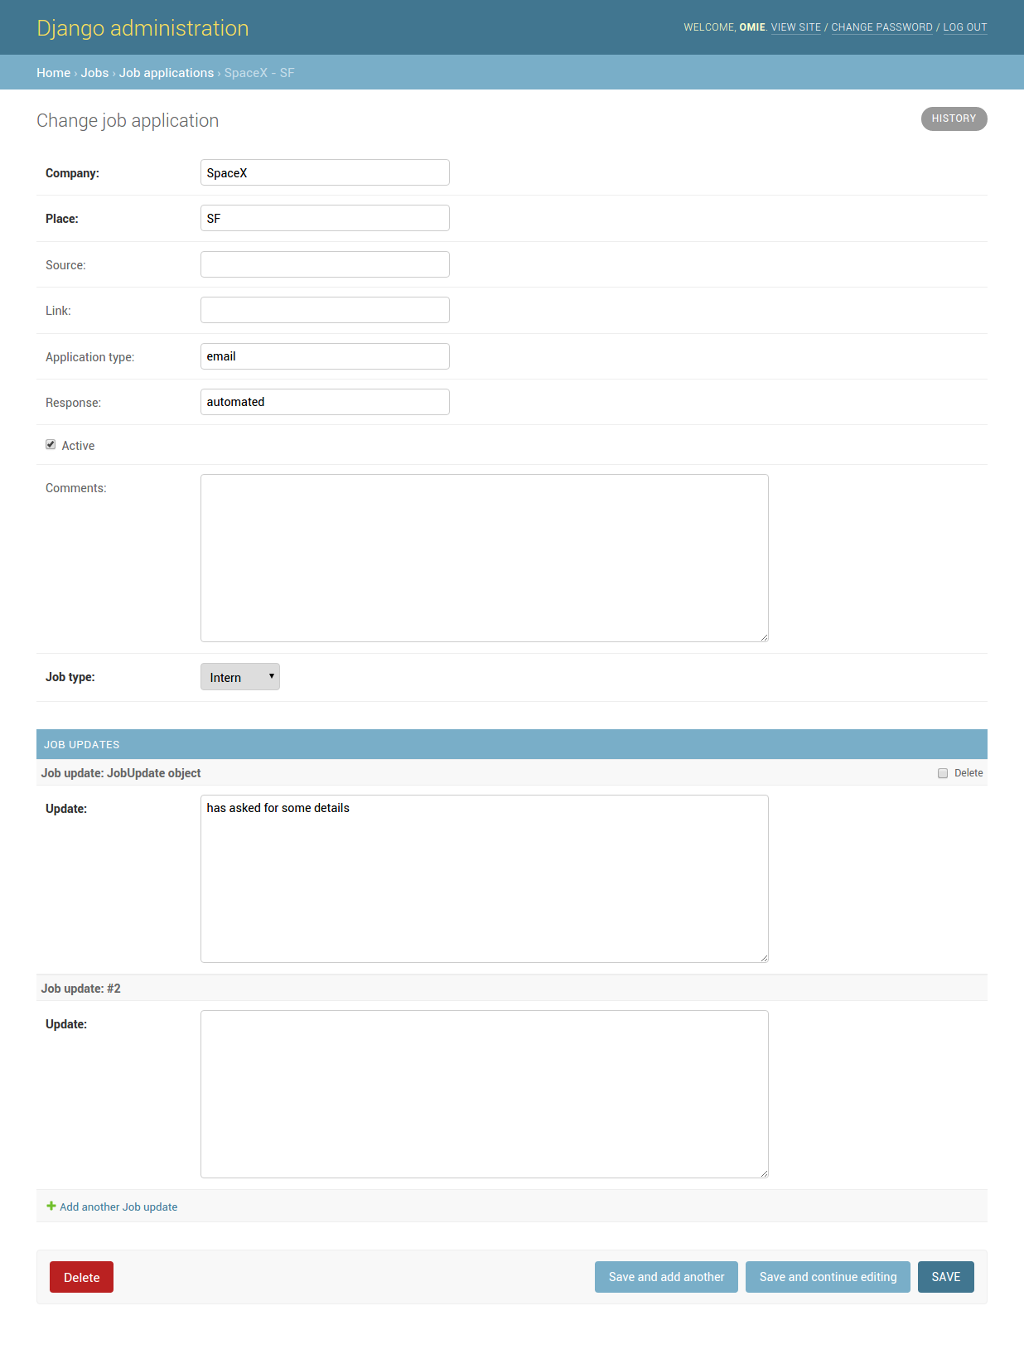 Django administration
WELCOME, OMIE. VIEW SITE / CHANGE PASSWORD / LOG OUT
Home › Jobs › Job applications › SpaceX - SF
Change job application
HISTORY
Company: SpaceX
Place: SF
Source:
Link:
Application type: email
Response: automated
Active
Comments:
Job type: Intern
JOB UPDATES
Job update: JobUpdate object Delete
Update: has asked for some details
Job update: #2
Update:
Add another Job update
Delete Save and add another Save and continue editing SAVE